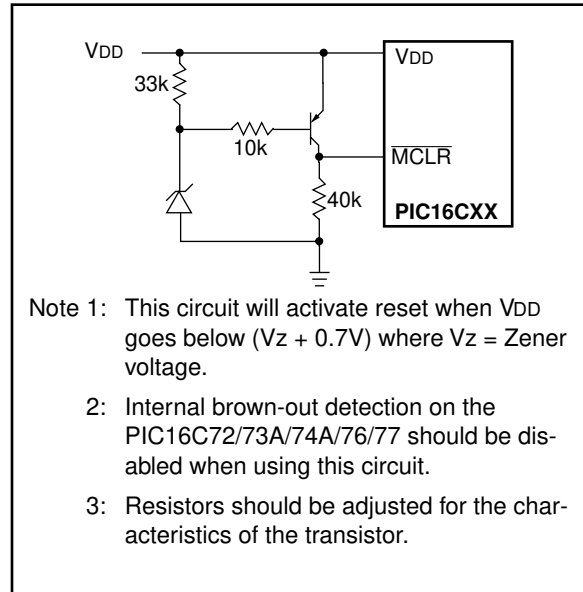 VDD
VDD
33k
10k
MCLR
40k
PIC16CXX
Note 1: This circuit will activate reset when VDD
goes below (Vz + 0.7V) where Vz = Zener
voltage.
2: Internal brown-out detection on the
PIC16C72/73A/74A/76/77 should be dis-
abled when using this circuit.
3: Resistors should be adjusted for the char-
acteristics of the transistor.